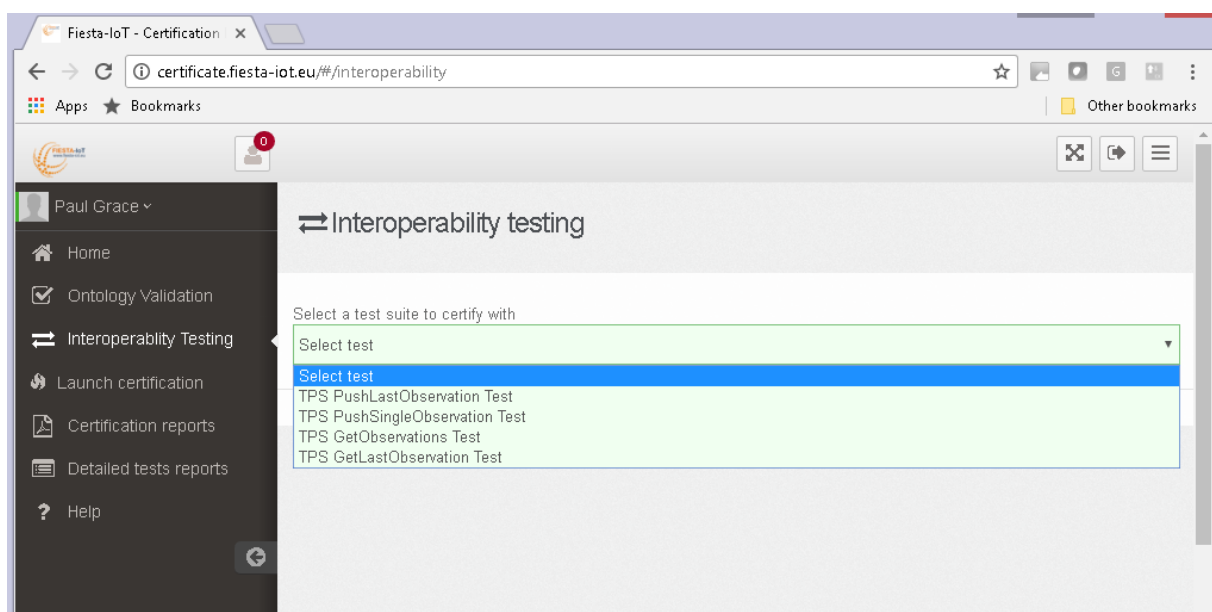 Fiesta-IoT - Certification
certificate.fiesta-iot.eu/#/interoperability
Apps
Bookmarks
Other bookmarks
FIESTA-IoT
0
Paul Grace
Interoperability testing
Home
Ontology Validation
Select a test suite to certify with
Interoperablity Testing
Select test
Launch certification
Select test
TPS PushLastObservation Test
TPS PushSingleObservation Test
Certification reports
TPS GetObservations Test
TPS GetLastObservation Test
Detailed tests reports
? Help